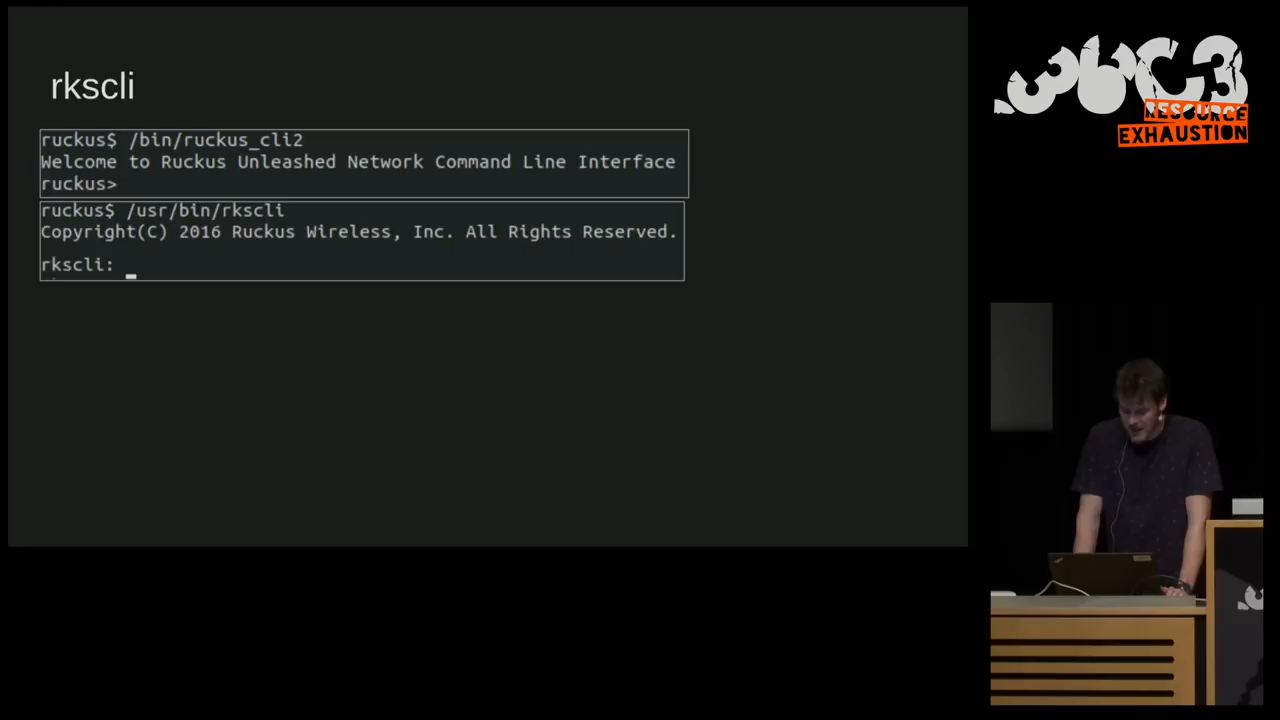 rkscli
ruckus$ /bin/ruckus_cli2
Welcome to Ruckus Unleashed Network Command Line Interface
ruckus>
ruckus$ /usr/bin/rkscli
Copyright(C) 2016 Ruckus Wireless, Inc. All Rights Reserved.
rkscli:
36C3
RESOURCE
EXHAUSTION